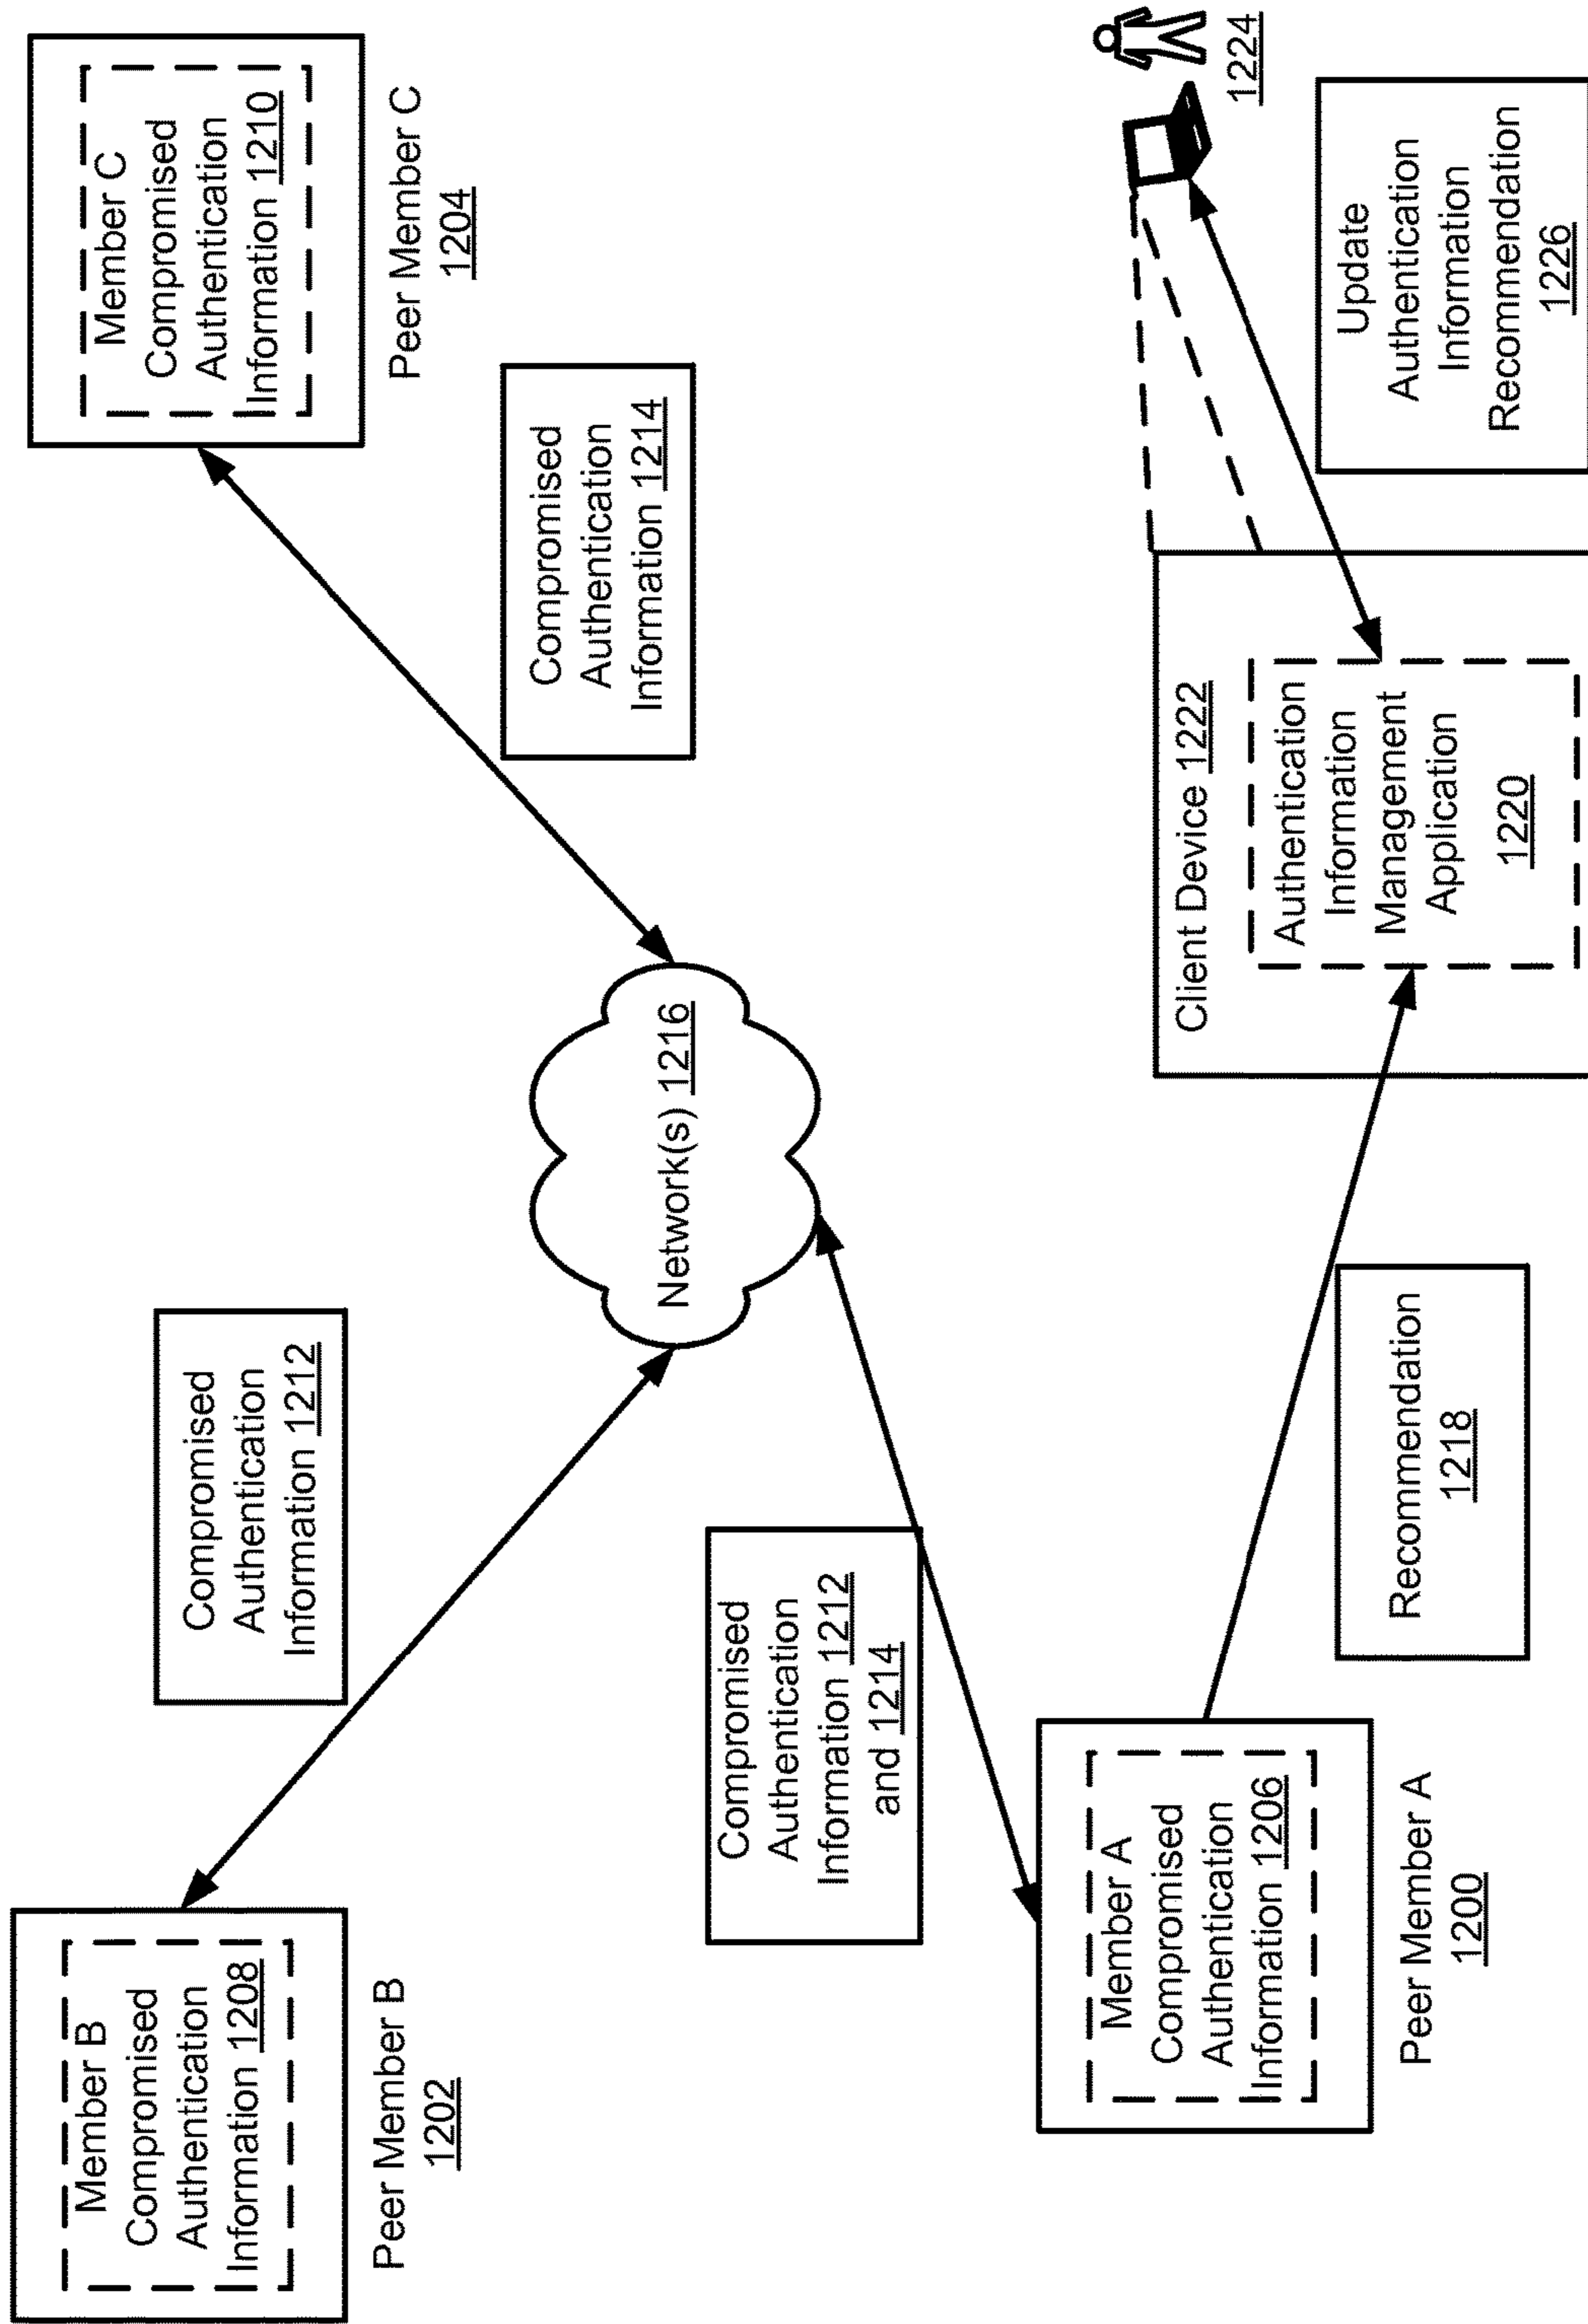 Member B
Compromised
Authentication
Information 1208
Peer Member B
1202
Compromised
Authentication
Information 1212
Member C
Compromised
Authentication
Information 1210
Peer Member C
1204
Compromised
Authentication
Information 1214
Network(s) 1216
Compromised
Authentication
Information 1212
and 1214
Member A
Compromised
Authentication
Information 1206
Peer Member A
1200
Recommendation
1218
Client Device 1222
Authentication
Information
Management
Application
1220
1224
Update
Authentication
Information
Recommendation
1226